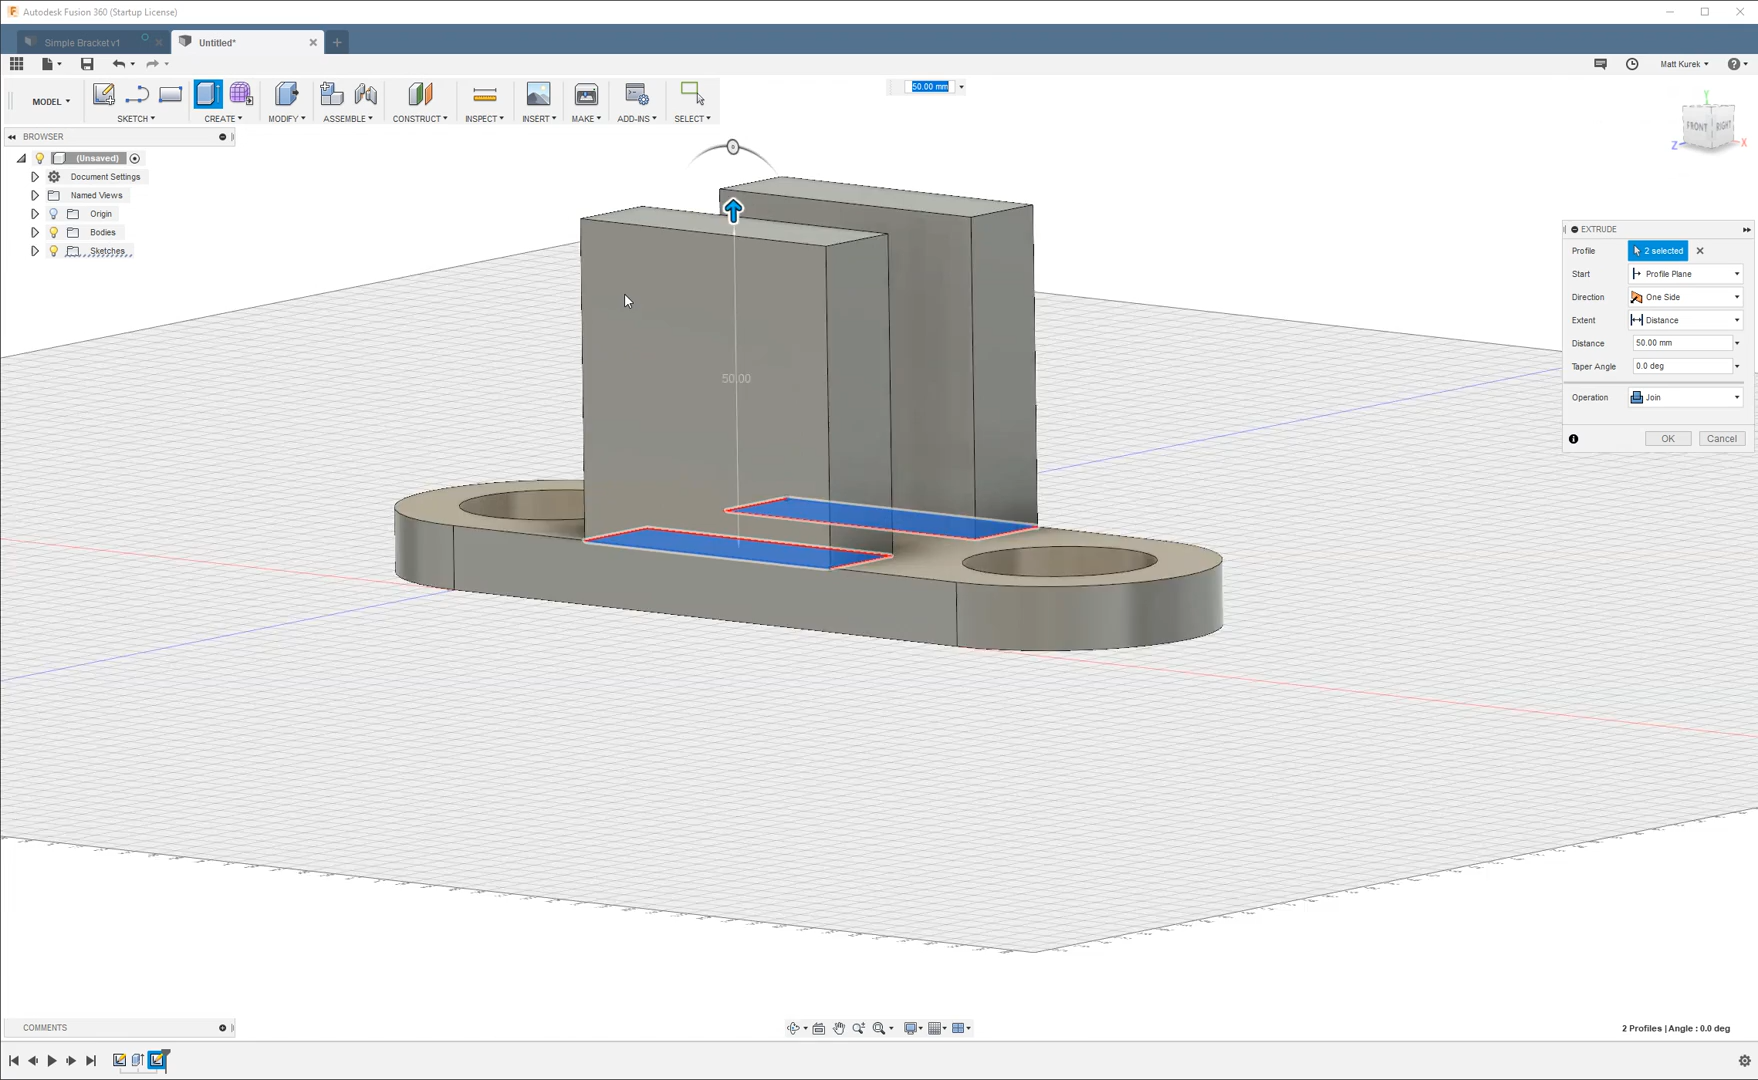 Autodesk Fusion 360 (Startup License)
Simple Bracket v1
Untitled*
Matt Kurek
MODEL
SKETCH
CREATE
MODIFY
ASSEMBLE
CONSTRUCT
INSPECT
INSERT
MAKE
ADD-INS
SELECT
50.00 mm
Y
FRONT
RIGHT
Z
X
BROWSER
(Unsaved)
Document Settings
Named Views
Origin
Bodies
Sketches
50.00
EXTRUDE
Profile 2 selected
Start Profile Plane
Direction One Side
Extent Distance
Distance 50.00 mm
Taper Angle 0.0 deg
Operation Join
OK Cancel
COMMENTS
2 Profiles | Angle : 0.0 deg